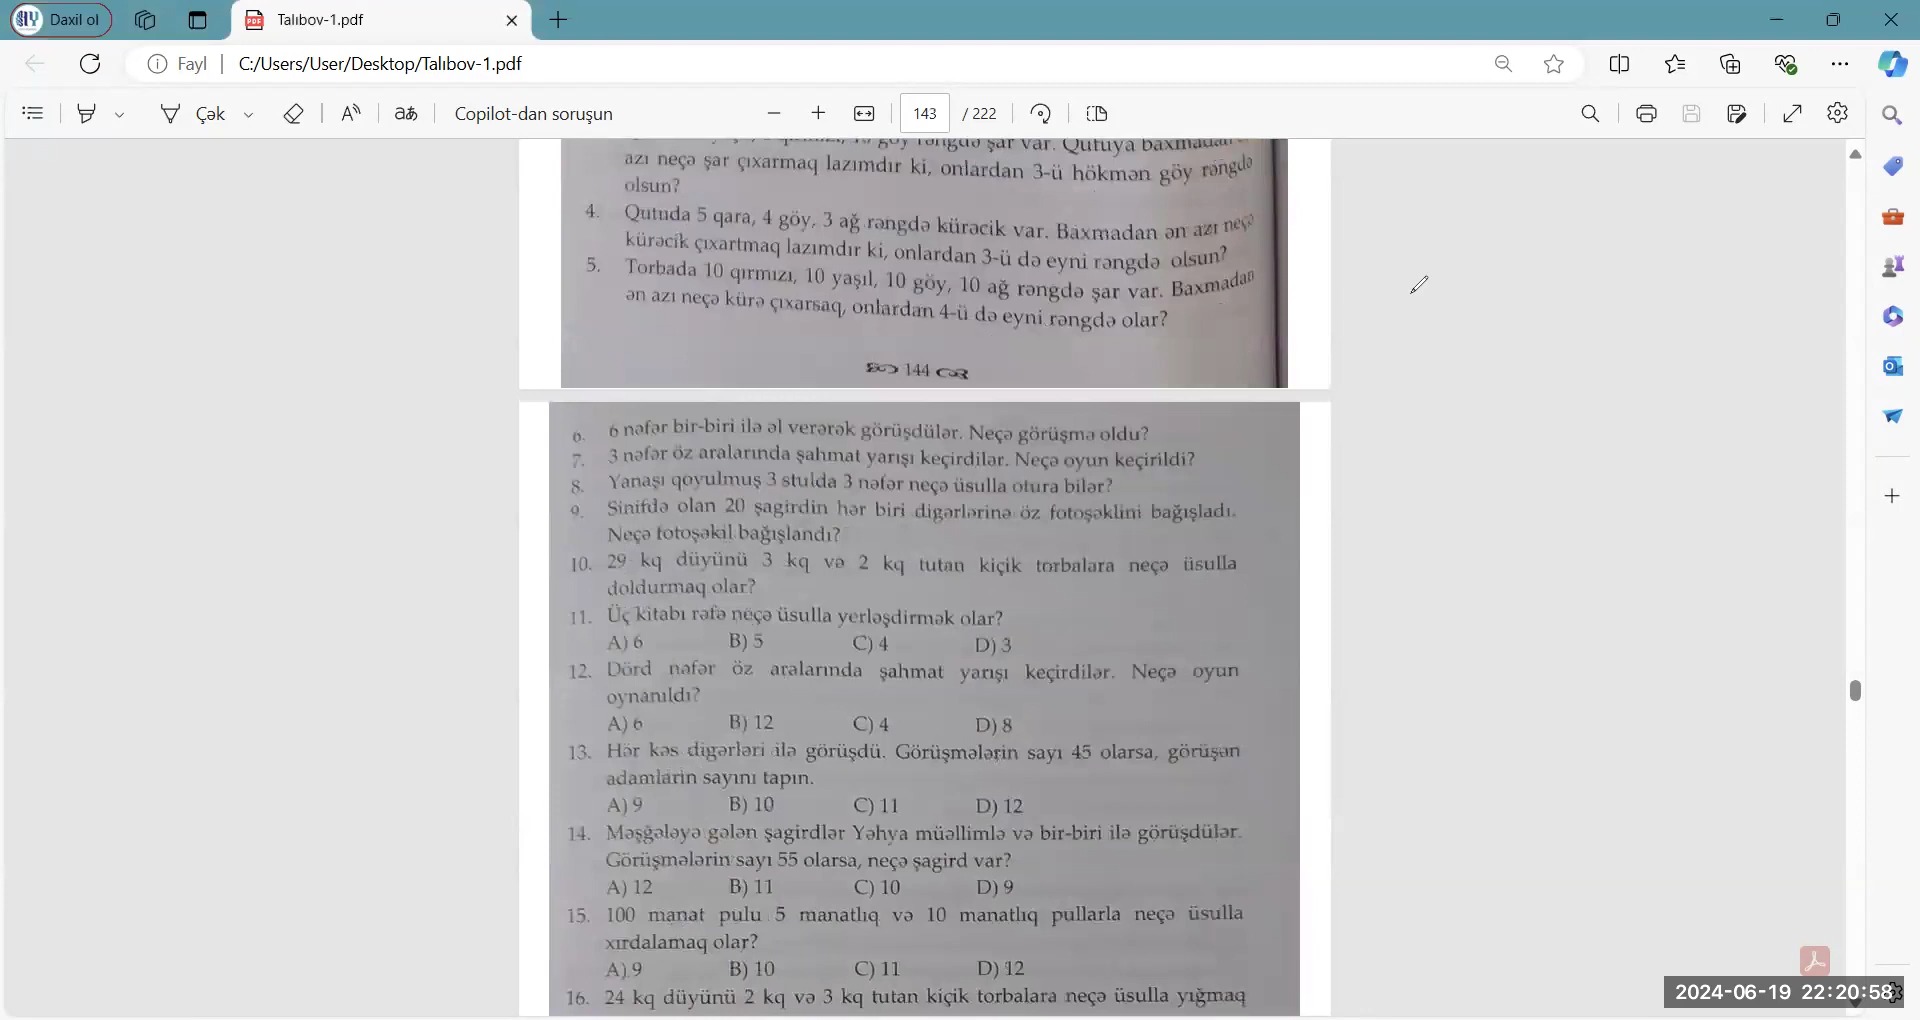 Daxil ol
Talıbov-1.pdf
Fayl
C:/Users/User/Desktop/Talıbov-1.pdf
Çək
aあ
Copilot-dan soruşun
143
/ 222
göy rəngdə şar var. Qutuya baxmadan
azı neçə şar çıxarmaq lazımdır ki, onlardan 3-ü hökmən göy rəngdə
olsun?
4. Qutuda 5 qara, 4 göy, 3 ağ rəngdə kürəcik var. Baxmadan ən azı neçə
kürəcik çıxartmaq lazımdır ki, onlardan 3-ü də eyni rəngdə olsun?
5. Torbada 10 qırmızı, 10 yaşıl, 10 göy, 10 ağ rəngdə şar var. Baxmadan
ən azı neçə kürə çıxarsaq, onlardan 4-ü də eyni rəngdə olar?
144
6. 6 nəfər bir-biri ilə əl verərək görüşdülər. Neçə görüşmə oldu?
7. 3 nəfər öz aralarında şahmat yarışı keçirdilər. Neçə oyun keçirildi?
8. Yanaşı qoyulmuş 3 stulda 3 nəfər neçə üsulla otura bilər?
9. Sinifdə olan 20 şagirdin hər biri digərlərinə öz fotoşəklini bağışladı.
Neçə fotoşəkil bağışlandı?
10. 29 kq düyünü 3 kq və 2 kq tutan kiçik torbalara neçə üsulla
doldurmaq olar?
11. Üç kitabı rəfə neçə üsulla yerləşdirmək olar?
A) 6 B) 5 C) 4 D) 3
12. Dörd nəfər öz aralarında şahmat yarışı keçirdilər. Neçə oyun
oynanıldı?
A) 6 B) 12 C) 4 D) 8
13. Hər kəs digərləri ilə görüşdü. Görüşmələrin sayı 45 olarsa, görüşən
adamların sayını tapın.
A) 9 B) 10 C) 11 D) 12
14. Məşğələyə gələn şagirdlər Yəhya müəllimlə və bir-biri ilə görüşdülər.
Görüşmələrin sayı 55 olarsa, neçə şagird var?
A) 12 B) 11 C) 10 D) 9
15. 100 manat pulu 5 manatlıq və 10 manatlıq pullarla neçə üsulla
xırdalamaq olar?
A) 9 B) 10 C) 11 D) 12
16. 24 kq düyünü 2 kq və 3 kq tutan kiçik torbalara neçə üsulla yığmaq
2024-06-19 22:20:58